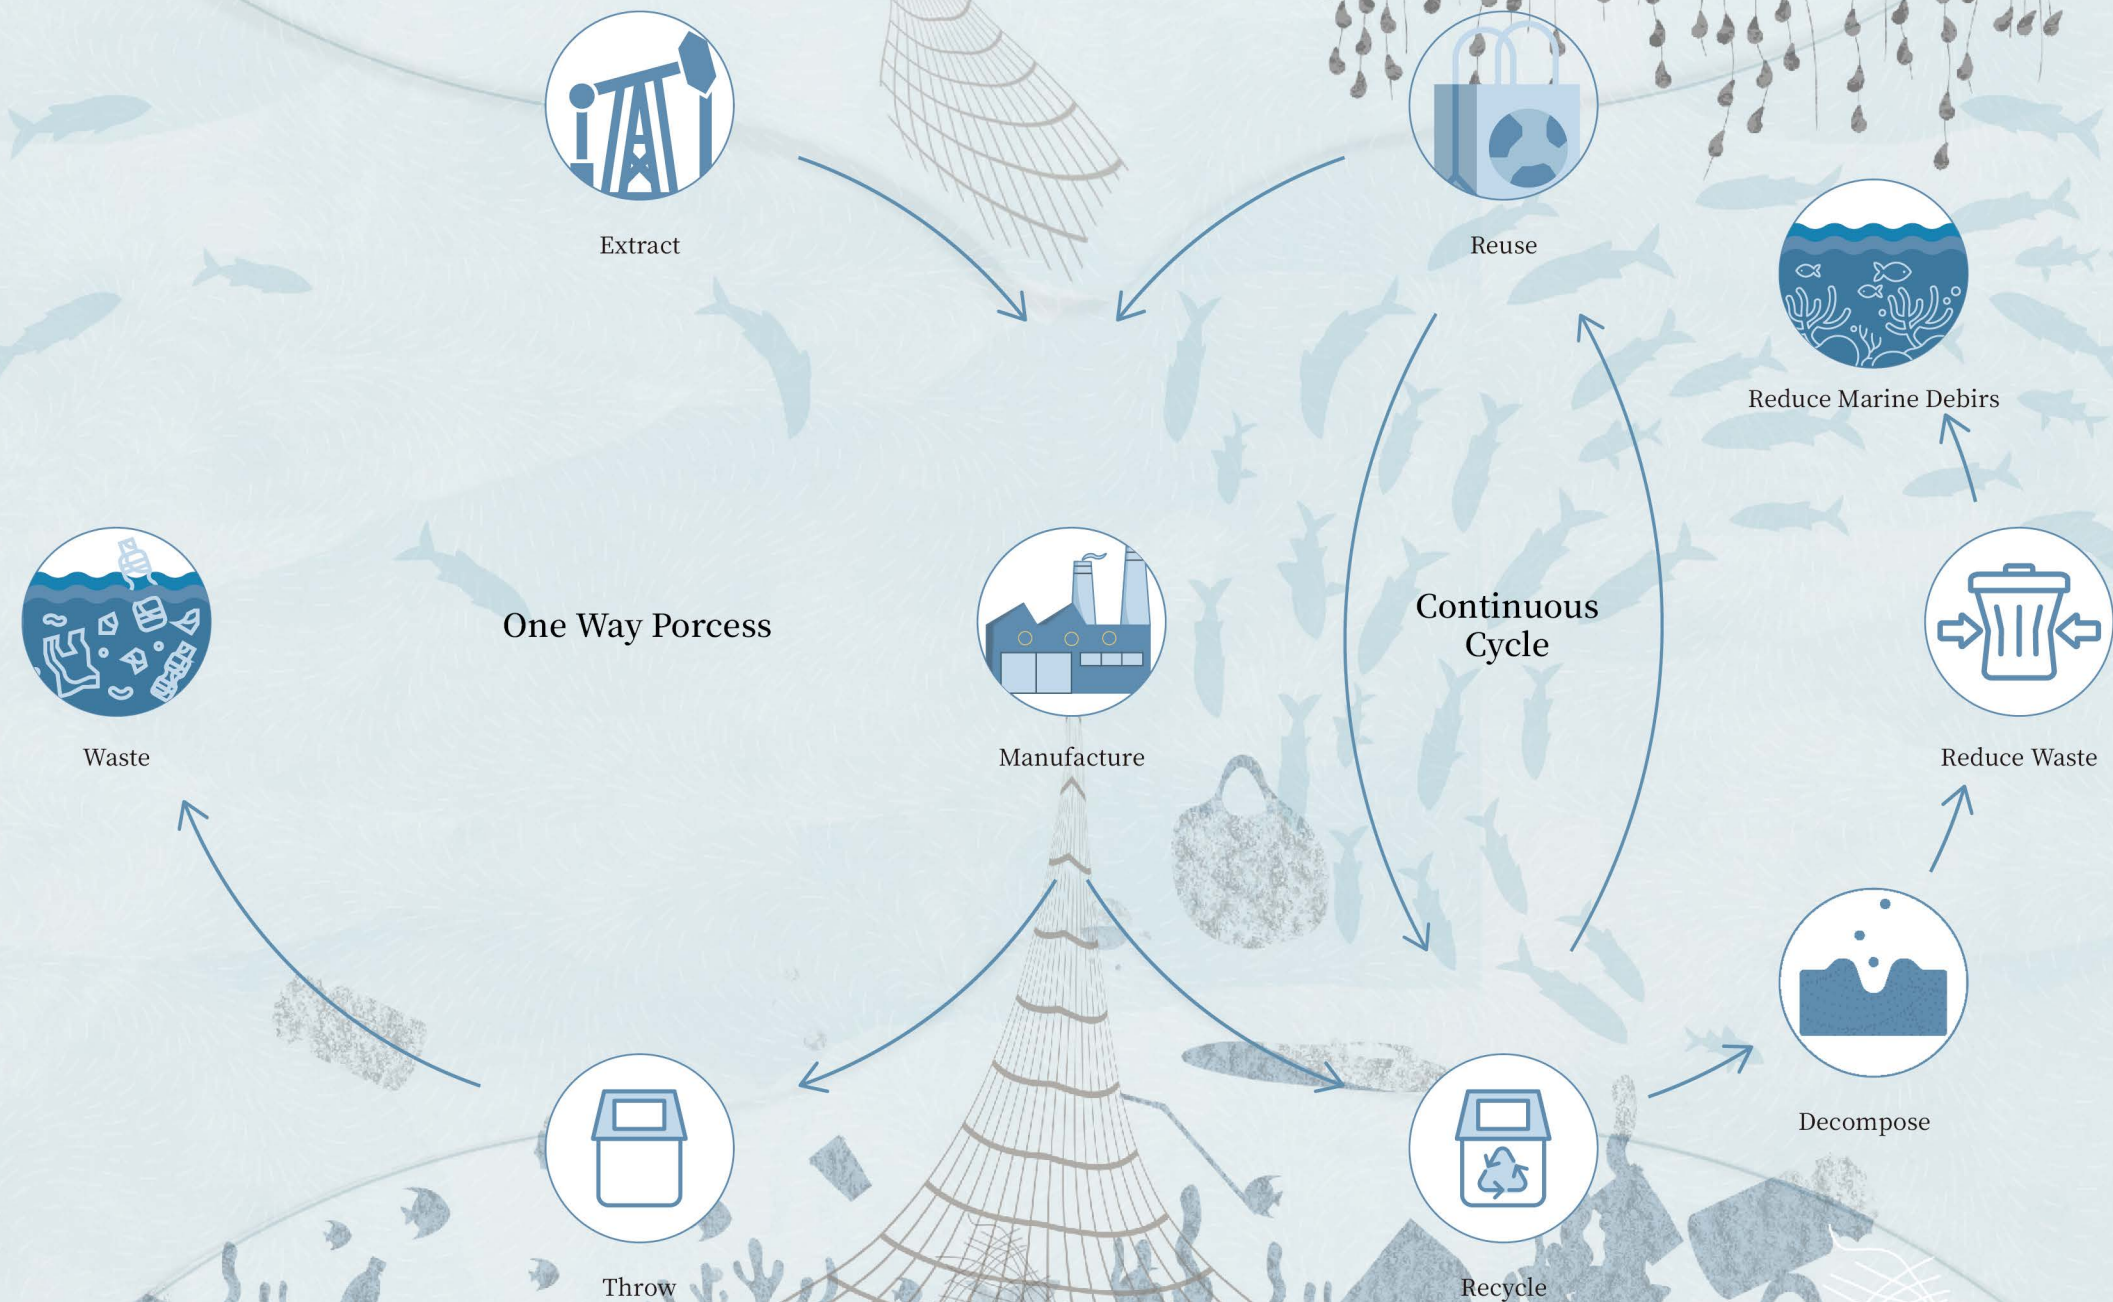 Extract
Reuse
Reduce Marine Debirs
One Way Porcess
Continuous
Cycle
Waste
Manufacture
Reduce Waste
Decompose
Throw
Recycle